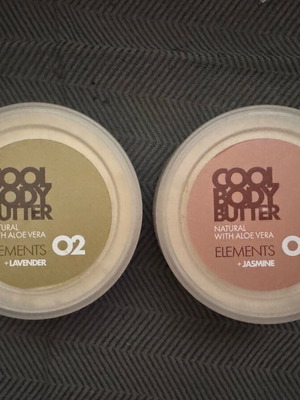 COOL
BODY
BUTTER
NATURAL
WITH ALOE VERA
ELEMENTS 02
+ LAVENDER
COOL
BODY
BUTTER
NATURAL
WITH ALOE VERA
ELEMENTS 0
+ JASMINE